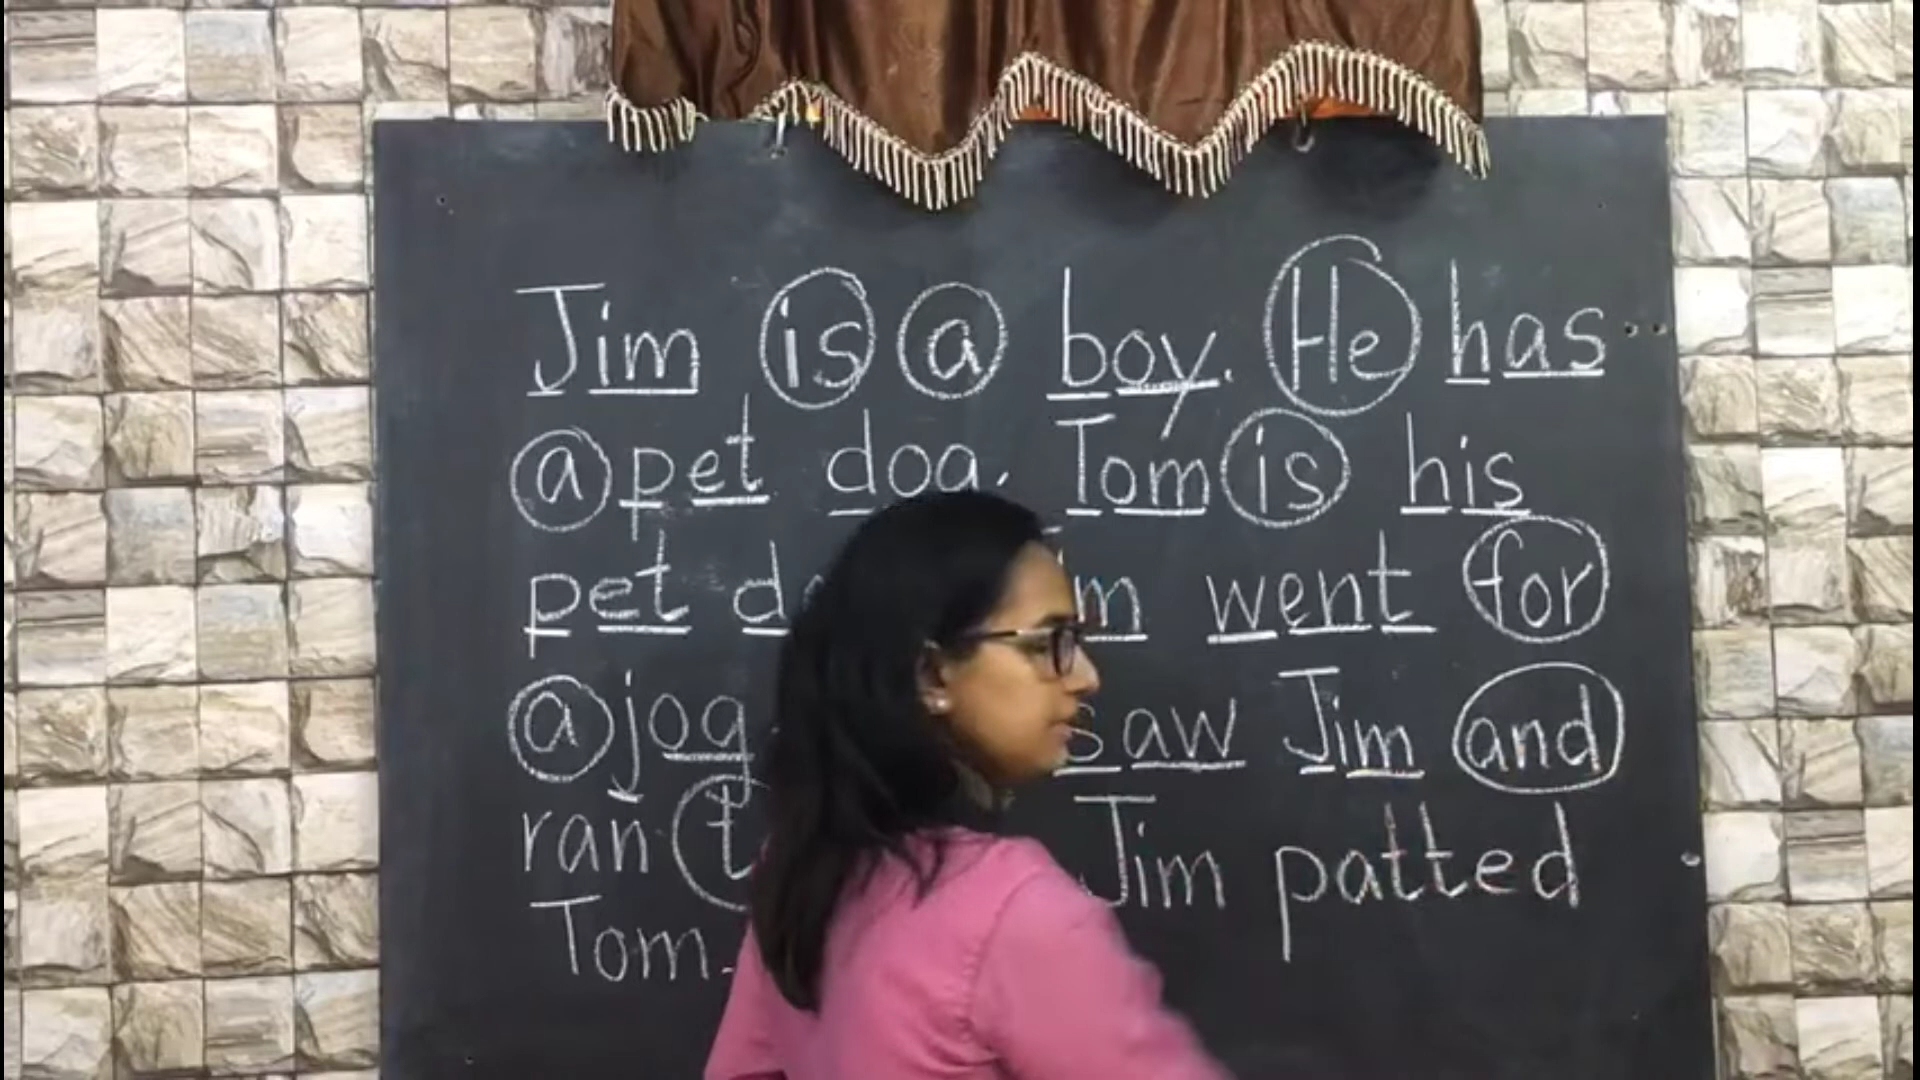 Jim is a boy. He has
a pet dog. Tom is his
pet went for
a jog saw Jim and
ran Jim patted
Tom.